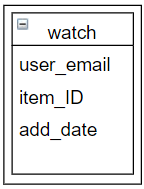 watch
user_email
item_ID
add_date